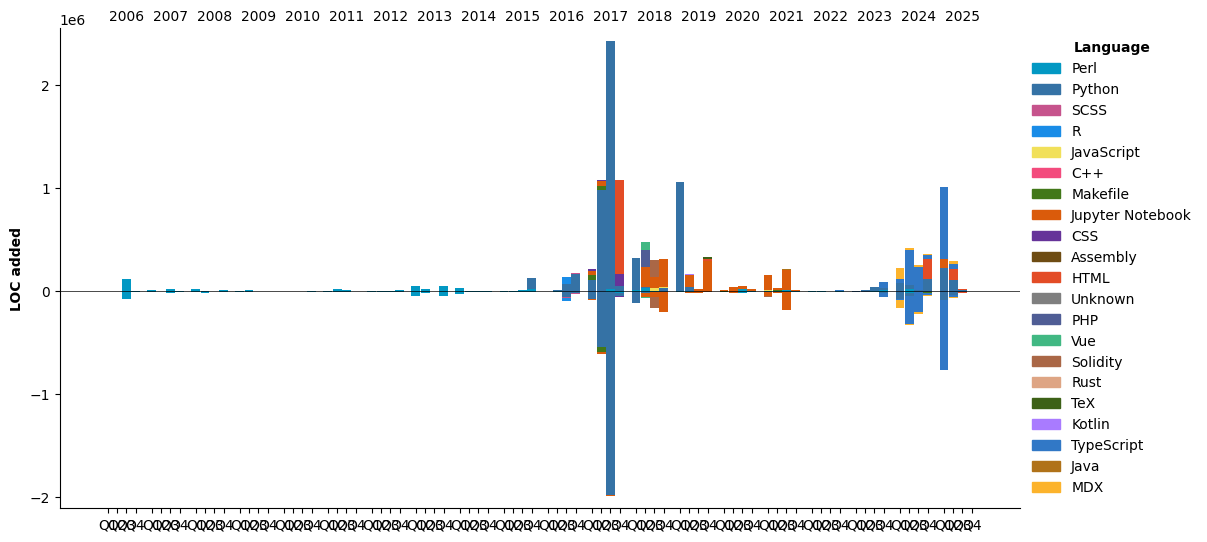 2006 2007 2008 2009 2010 2011 2012 2013 2014 2015 2016 2017 2018 2019 2020 2021 2022 2023 2024 2025
1e6
Language
Perl
Python
SCSS
R
JavaScript
C++
Makefile
Jupyter Notebook
CSS
Assembly
HTML
Unknown
PHP
Vue
Solidity
Rust
TeX
Kotlin
TypeScript
Java
MDX
LOC added
2
1
0
−1
−2